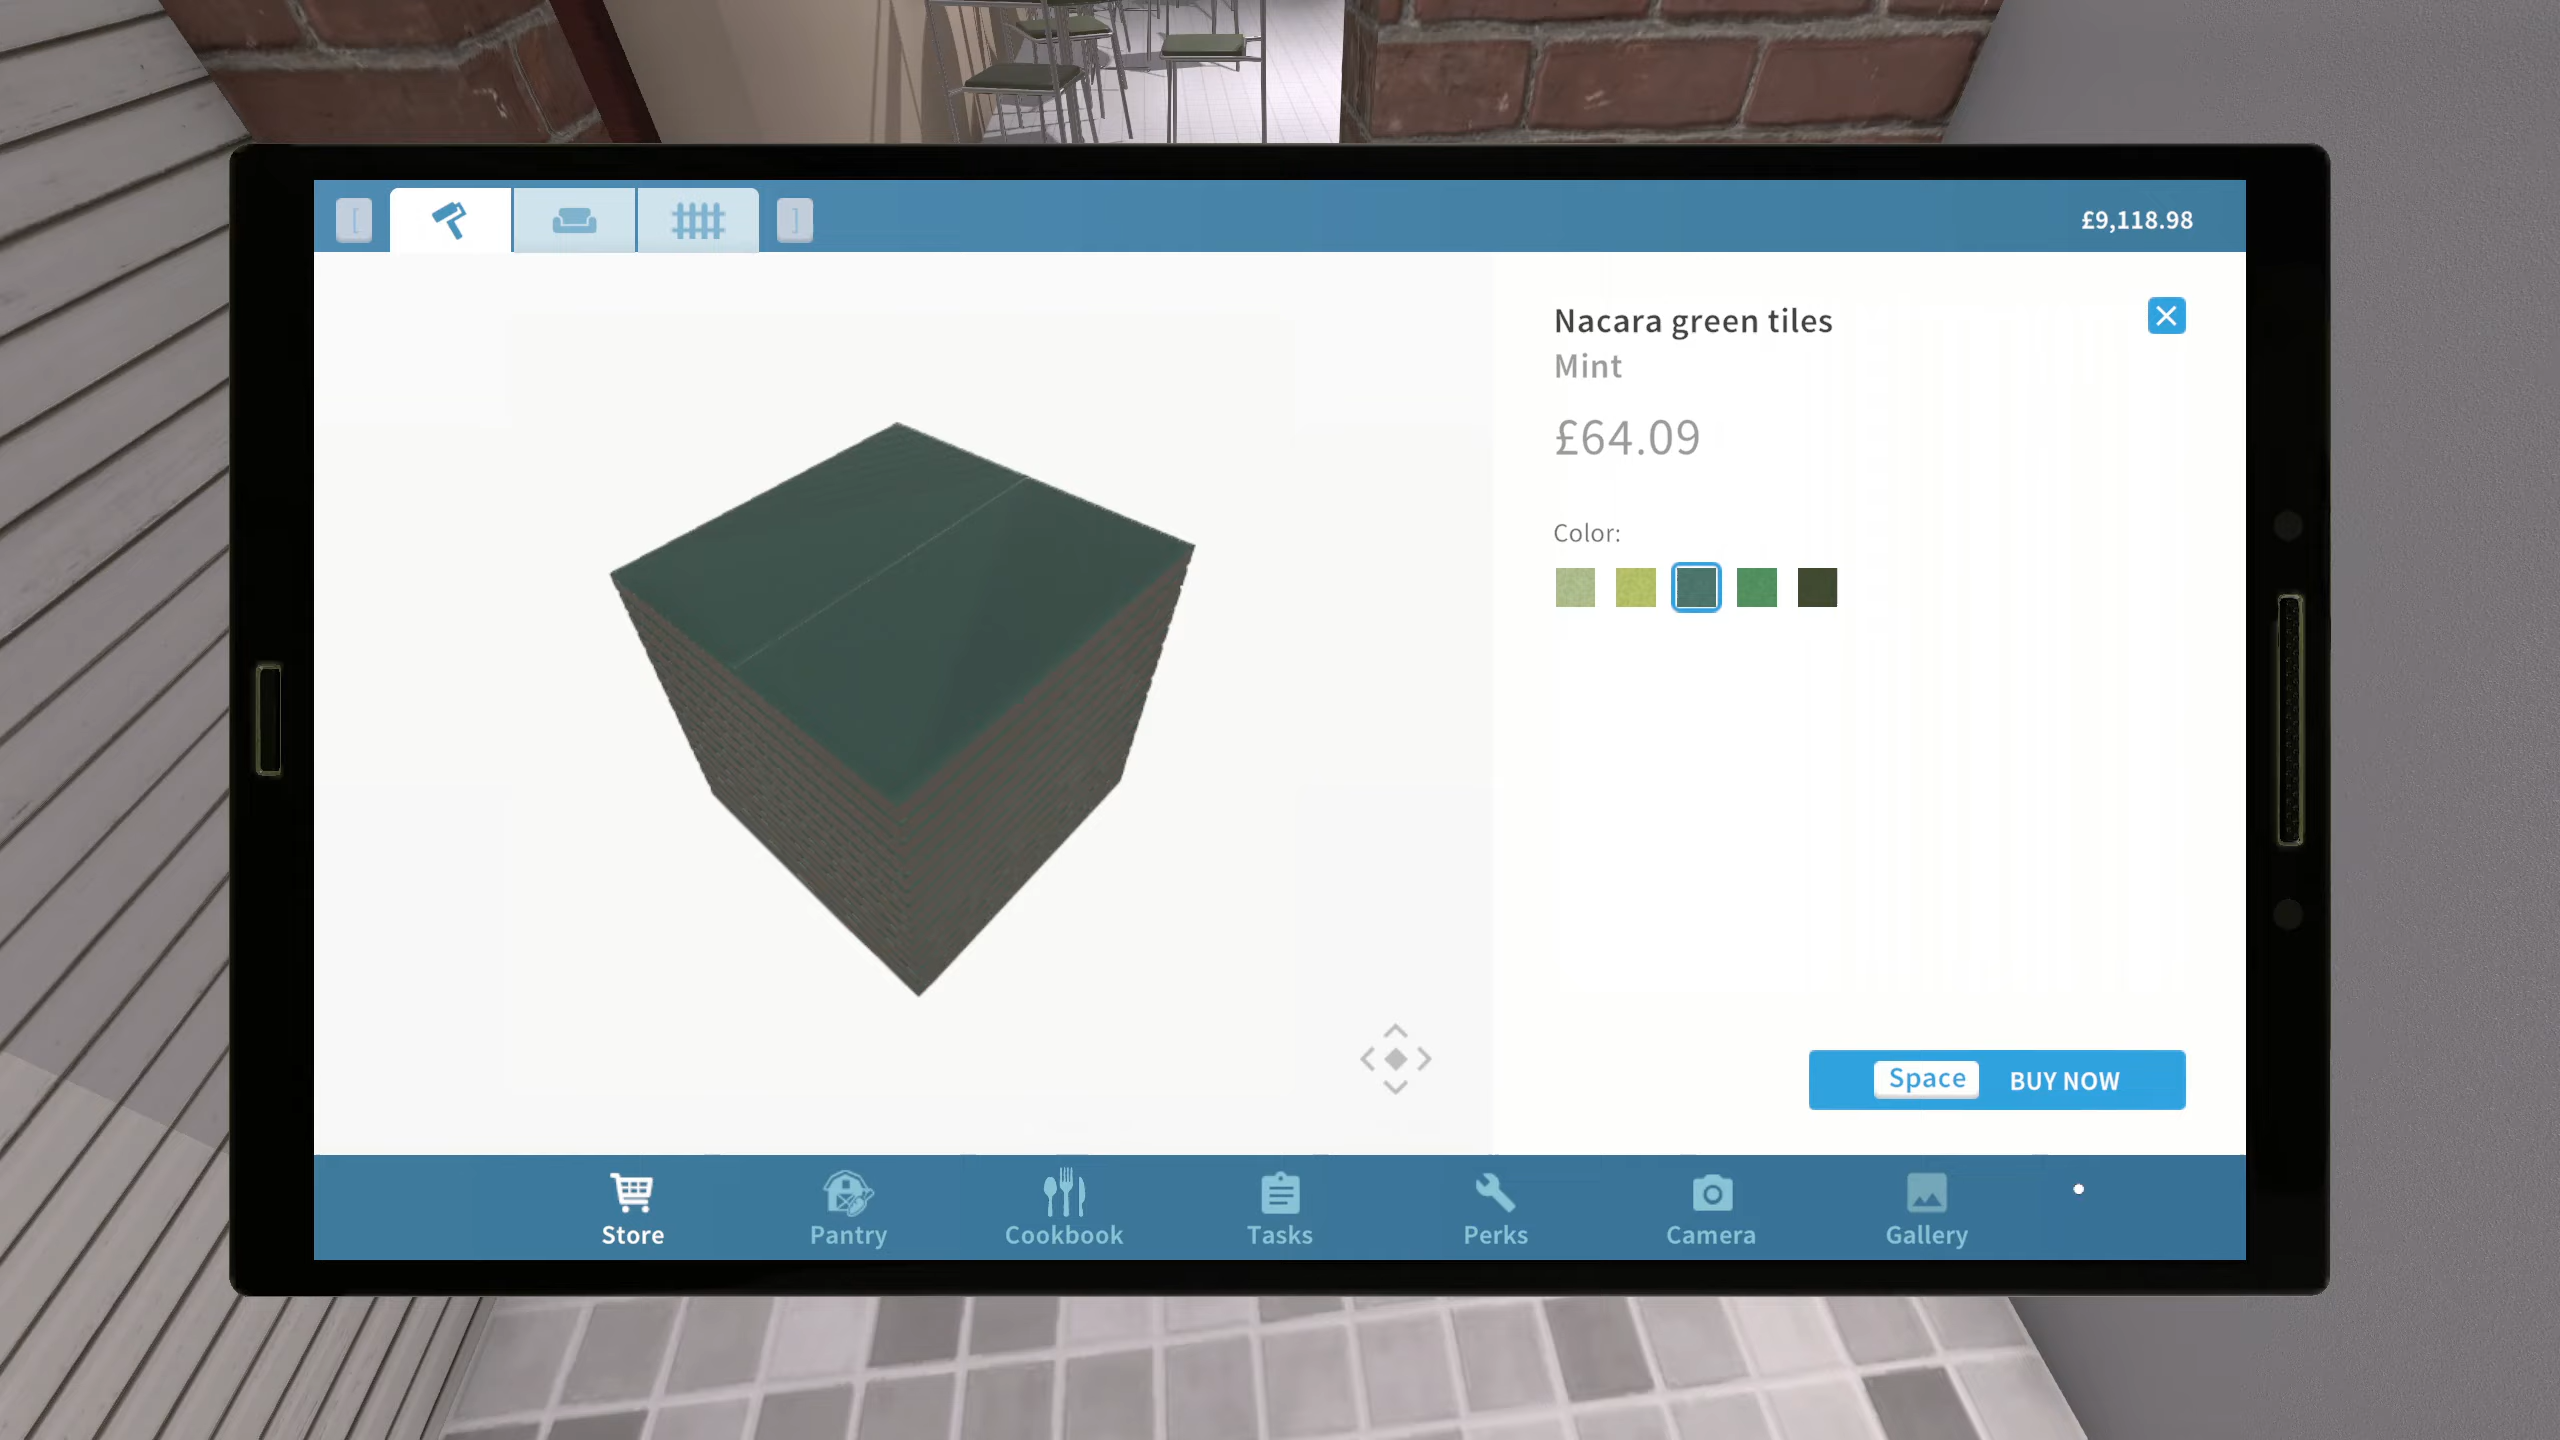 [
]
£9,118.98
Nacara green tiles
Mint
£64.09
Color:
Space BUY NOW
Store Pantry Cookbook Tasks Perks Camera Gallery